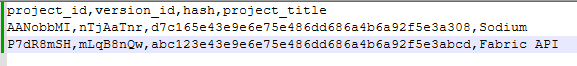 project_id,version_id,hash,project_title
AANobbMI,nTjAaTnr,d7c165e43e9e6e75e486dd686a4b6a92f5e3a308,Sodium
P7dR8mSH,mLqB8nQw,abc123e43e9e6e75e486dd686a4b6a92f5e3abcd,Fabric API